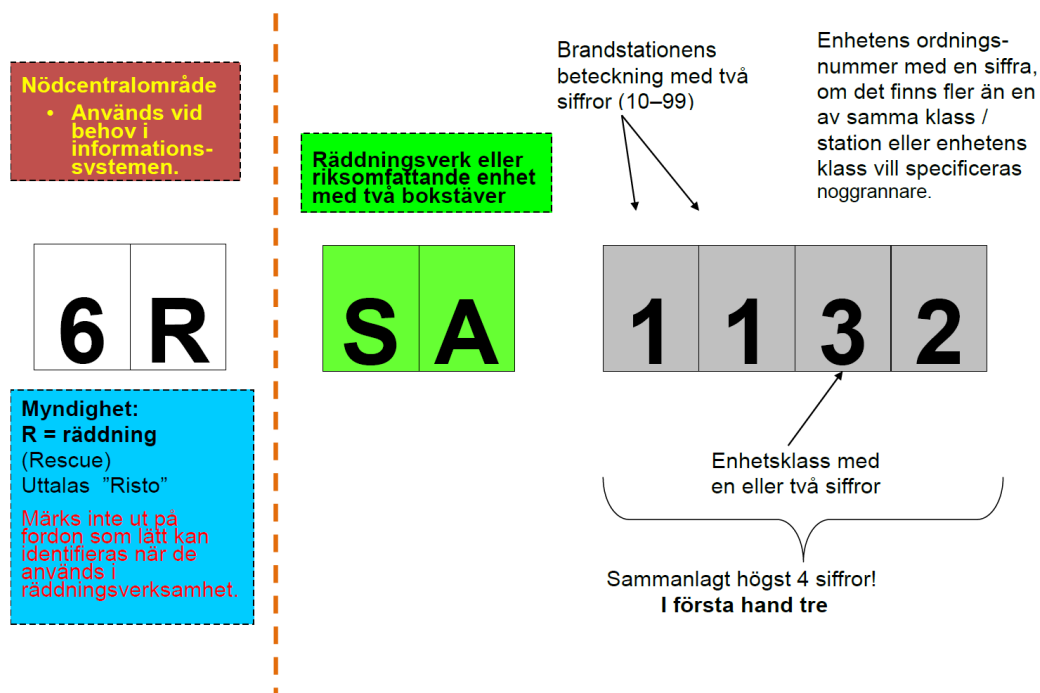 Nödcentralområde
• Används vid
behov i
informations-
systemen.
Räddningsverk eller
riksomfattande enhet
med två bokstäver
Brandstationens
beteckning med två
siffror (10–99)
Enhetens ordnings-
nummer med en siffra,
om det finns fler än en
av samma klass /
station eller enhetens
klass vill specificeras
noggrannare.
6 R S A 1 1 3 2
Myndighet:
R = räddning
(Rescue)
Uttalas ”Risto”
Märks inte ut på
fordon som lätt kan
identifieras när de
används i
räddningsverksamhet.
Enhetsklass med
en eller två siffror
Sammanlagt högst 4 siffror!
I första hand tre